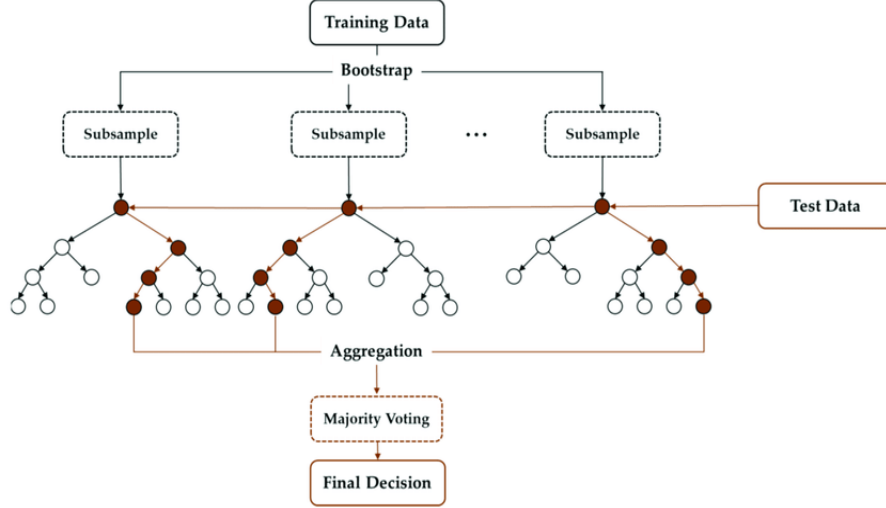 Training Data
Bootstrap
Subsample
Subsample
...
Subsample
Test Data
Aggregation
Majority Voting
Final Decision